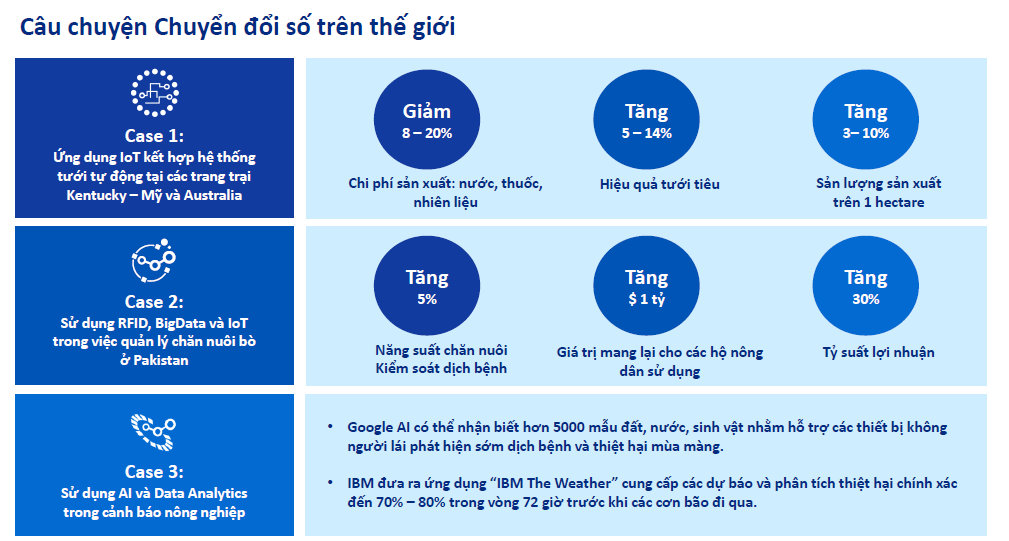 Câu chuyện Chuyển đổi số trên thế giới
Case 1:
Ứng dụng IoT kết hợp hệ thống
tưới tự động tại các trang trại
Kentucky – Mỹ và Australia
Giảm
8 – 20%
Chi phí sản xuất: nước, thuốc,
nhiên liệu
Tăng
5 – 14%
Hiệu quả tưới tiêu
Tăng
3– 10%
Sản lượng sản xuất
trên 1 hectare
Case 2:
Sử dụng RFID, BigData và IoT
trong việc quản lý chăn nuôi bò
ở Pakistan
Tăng
5%
Năng suất chăn nuôi
Kiểm soát dịch bệnh
Tăng
$ 1 tỷ
Giá trị mang lại cho các hộ nông
dân sử dụng
Tăng
30%
Tỷ suất lợi nhuận
Case 3:
Sử dụng AI và Data Analytics
trong cảnh báo nông nghiệp
• Google AI có thể nhận biết hơn 5000 mẫu đất, nước, sinh vật nhằm hỗ trợ các thiết bị không
người lái phát hiện sớm dịch bệnh và thiệt hại mùa màng.
• IBM đưa ra ứng dụng “IBM The Weather” cung cấp các dự báo và phân tích thiệt hại chính xác
đến 70% – 80% trong vòng 72 giờ trước khi các cơn bão đi qua.